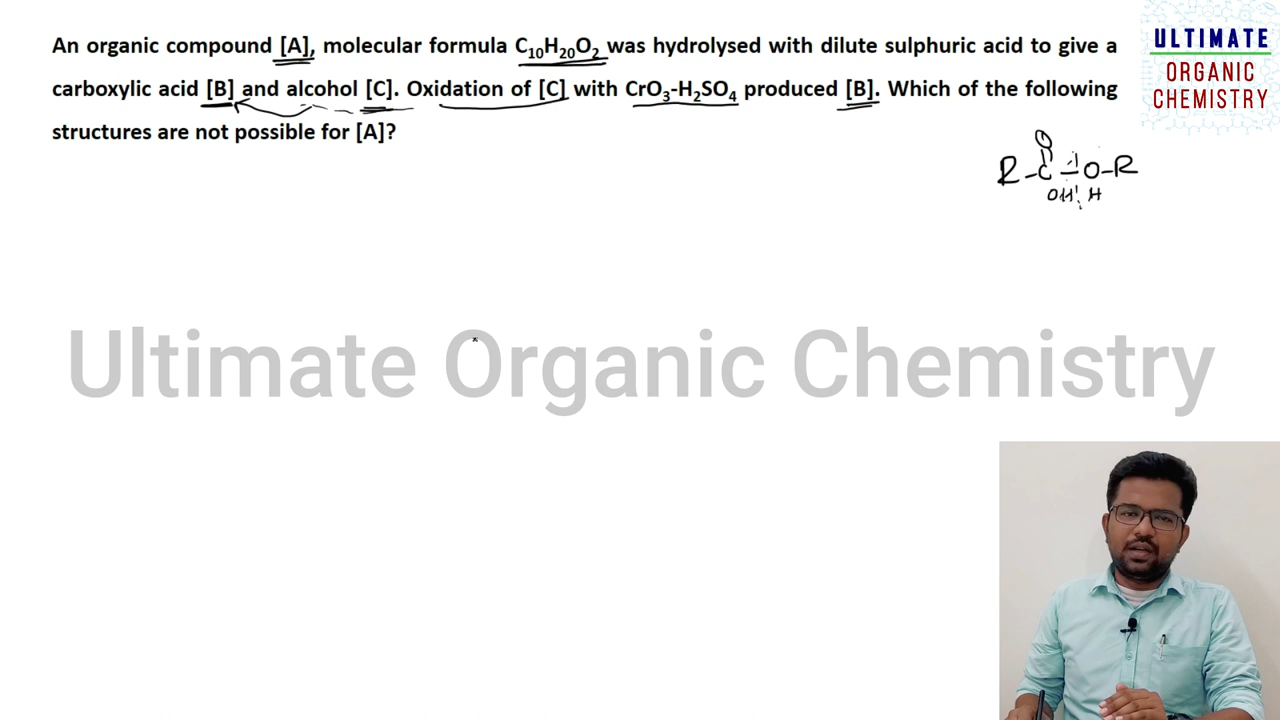 An organic compound [A], molecular formula C₁₀H₂₀O₂ was hydrolysed with dilute sulphuric acid to give a
carboxylic acid [B] and alcohol [C]. Oxidation of [C] with CrO₃-H₂SO₄ produced [B]. Which of the following
structures are not possible for [A]?
ULTIMATE
ORGANIC
CHEMISTRY
O
R-C-O-R
OH H
Ultimate Organic Chemistry